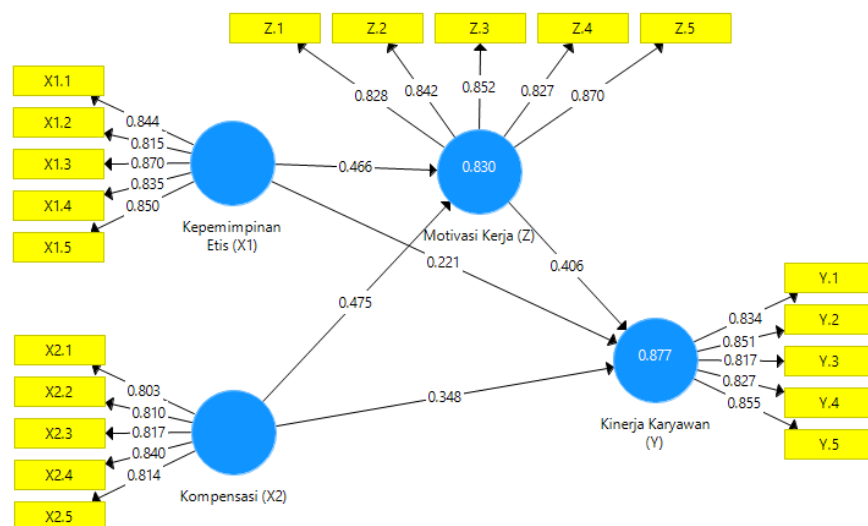 Z.1
Z.2
Z.3
Z.4
Z.5
0.828
0.842
0.852
0.827
0.870
X1.1
X1.2
X1.3
X1.4
X1.5
0.844
0.815
0.870
0.835
0.850
Kepemimpinan
Etis (X1)
0.466
0.830
Motivasi Kerja (Z)
0.221
0.406
0.475
0.348
X2.1
X2.2
X2.3
X2.4
X2.5
0.803
0.810
0.817
0.840
0.814
Kompensasi (X2)
0.877
Kinerja Karyawan
(Y)
0.834
0.851
0.817
0.827
0.855
Y.1
Y.2
Y.3
Y.4
Y.5